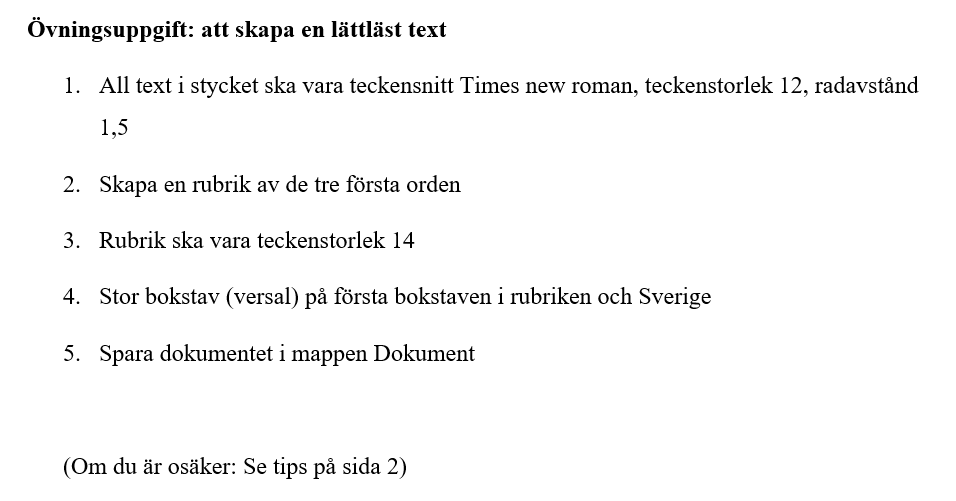 Övningsuppgift: att skapa en lättläst text
1. All text i stycket ska vara teckensnitt Times new roman, teckenstorlek 12, radavstånd
1,5
2. Skapa en rubrik av de tre första orden
3. Rubrik ska vara teckenstorlek 14
4. Stor bokstav (versal) på första bokstaven i rubriken och Sverige
5. Spara dokumentet i mappen Dokument
(Om du är osäker: Se tips på sida 2)